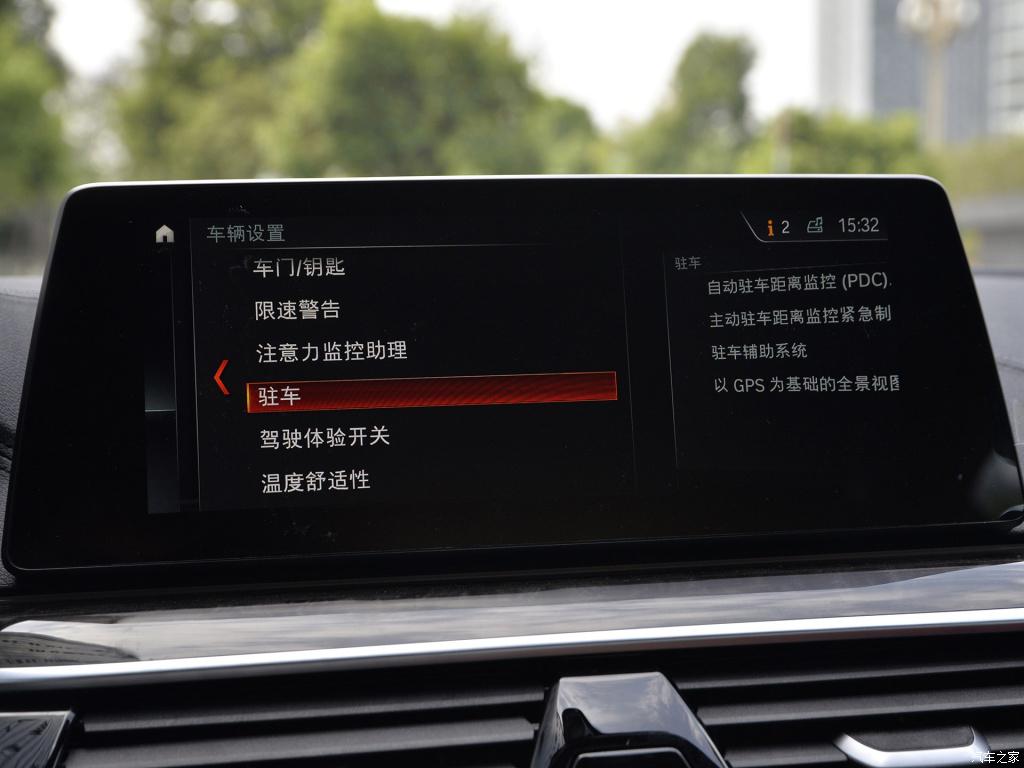 车辆设置
车门/钥匙
限速警告
注意力监控助理
驻车
驾驶体验开关
温度舒适性
2 15:32
驻车
自动驻车距离监控 (PDC)
主动驻车距离监控紧急制
驻车辅助系统
以 GPS 为基础的全景视图
汽车之家